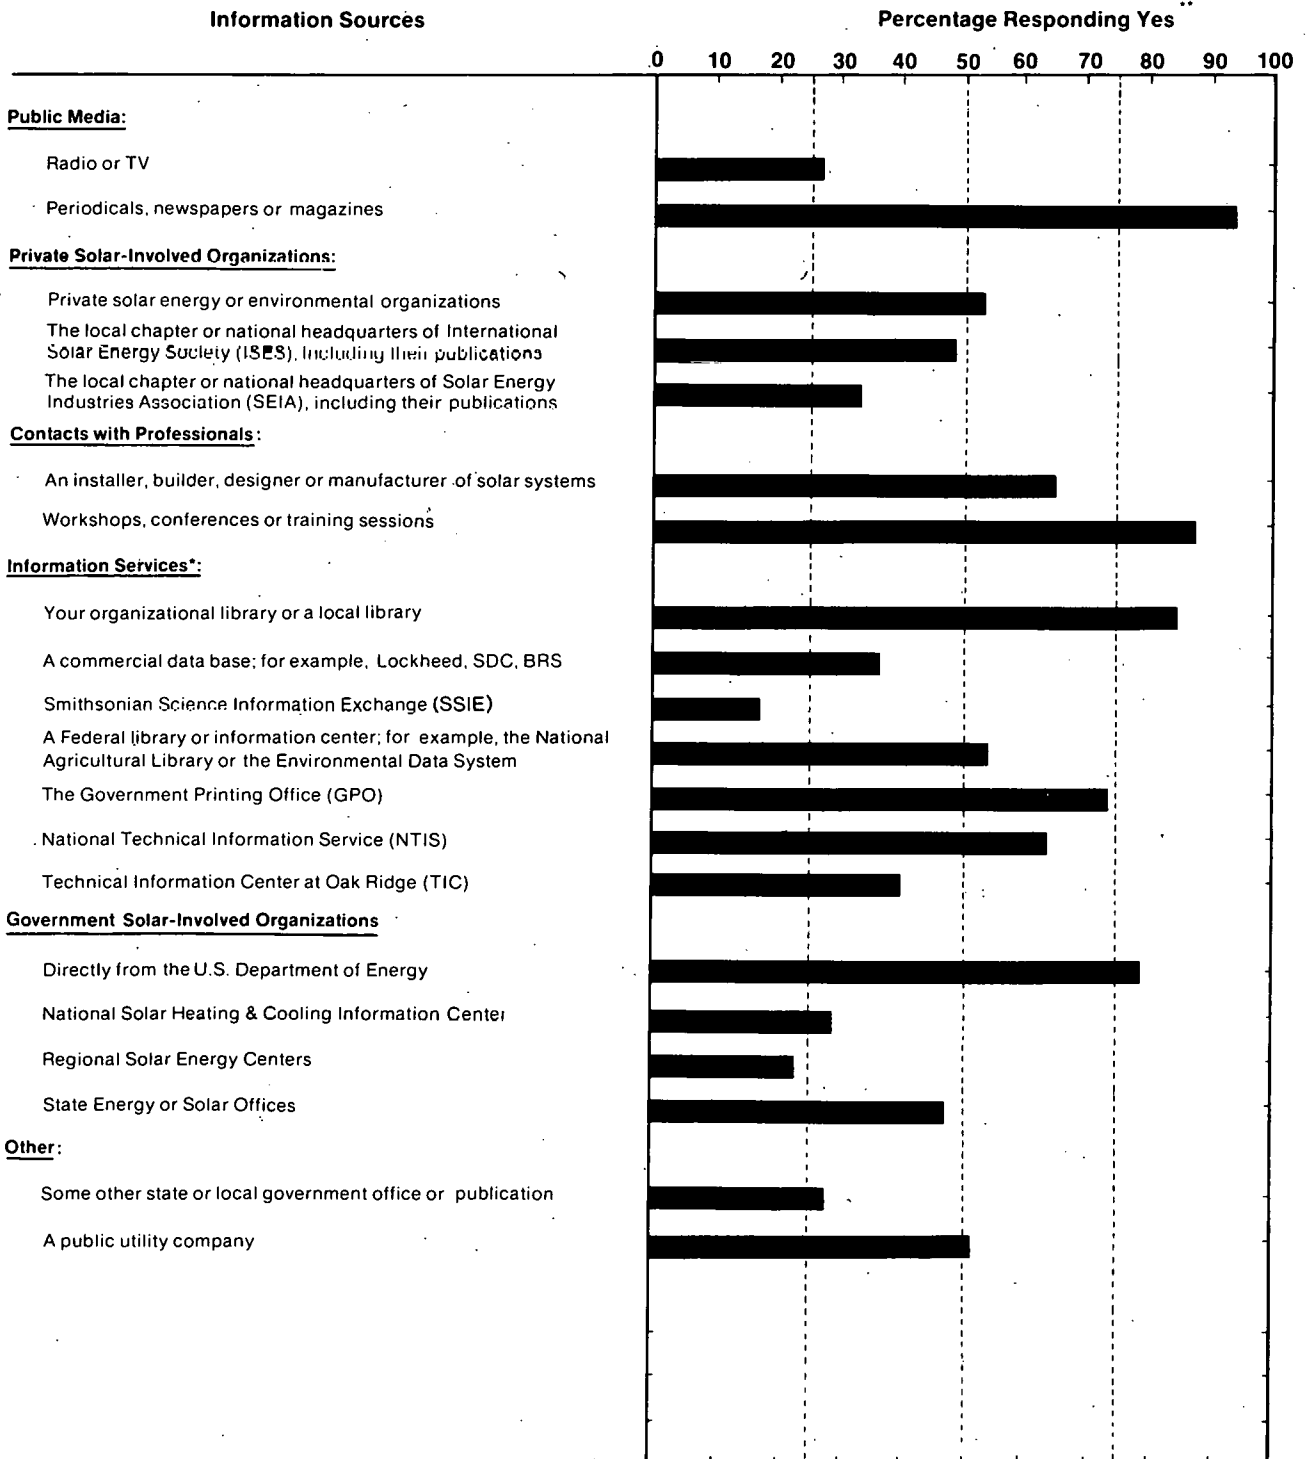 Information Sources
Percentage Responding Yes**
0 10 20 30 40 50 60 70 80 90 100
Public Media:
Radio or TV
Periodicals, newspapers or magazines
Private Solar-Involved Organizations:
Private solar energy or environmental organizations
The local chapter or national headquarters of International
Solar Energy Society (ISES), Including their publications
The local chapter or national headquarters of Solar Energy
Industries Association (SEIA), including their publications
Contacts with Professionals:
An installer, builder, designer or manufacturer of solar systems
Workshops, conferences or training sessions
Information Services*:
Your organizational library or a local library
A commercial data base; for example, Lockheed, SDC, BRS
Smithsonian Science Information Exchange (SSIE)
A Federal library or information center; for example, the National
Agricultural Library or the Environmental Data System
The Government Printing Office (GPO)
National Technical Information Service (NTIS)
Technical Information Center at Oak Ridge (TIC)
Government Solar-Involved Organizations
Directly from the U.S. Department of Energy
National Solar Heating & Cooling Information Center
Regional Solar Energy Centers
State Energy or Solar Offices
Other:
Some other state or local government office or publication
A public utility company